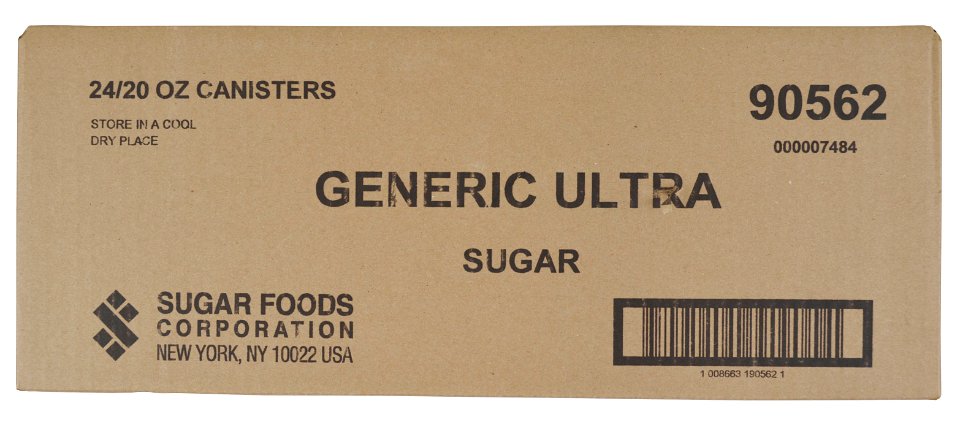 24/20 OZ CANISTERS
STORE IN A COOL
DRY PLACE
90562
000007484
GENERIC ULTRA
SUGAR
SUGAR FOODS
CORPORATION
NEW YORK, NY 10022 USA
1 008663 190562 1